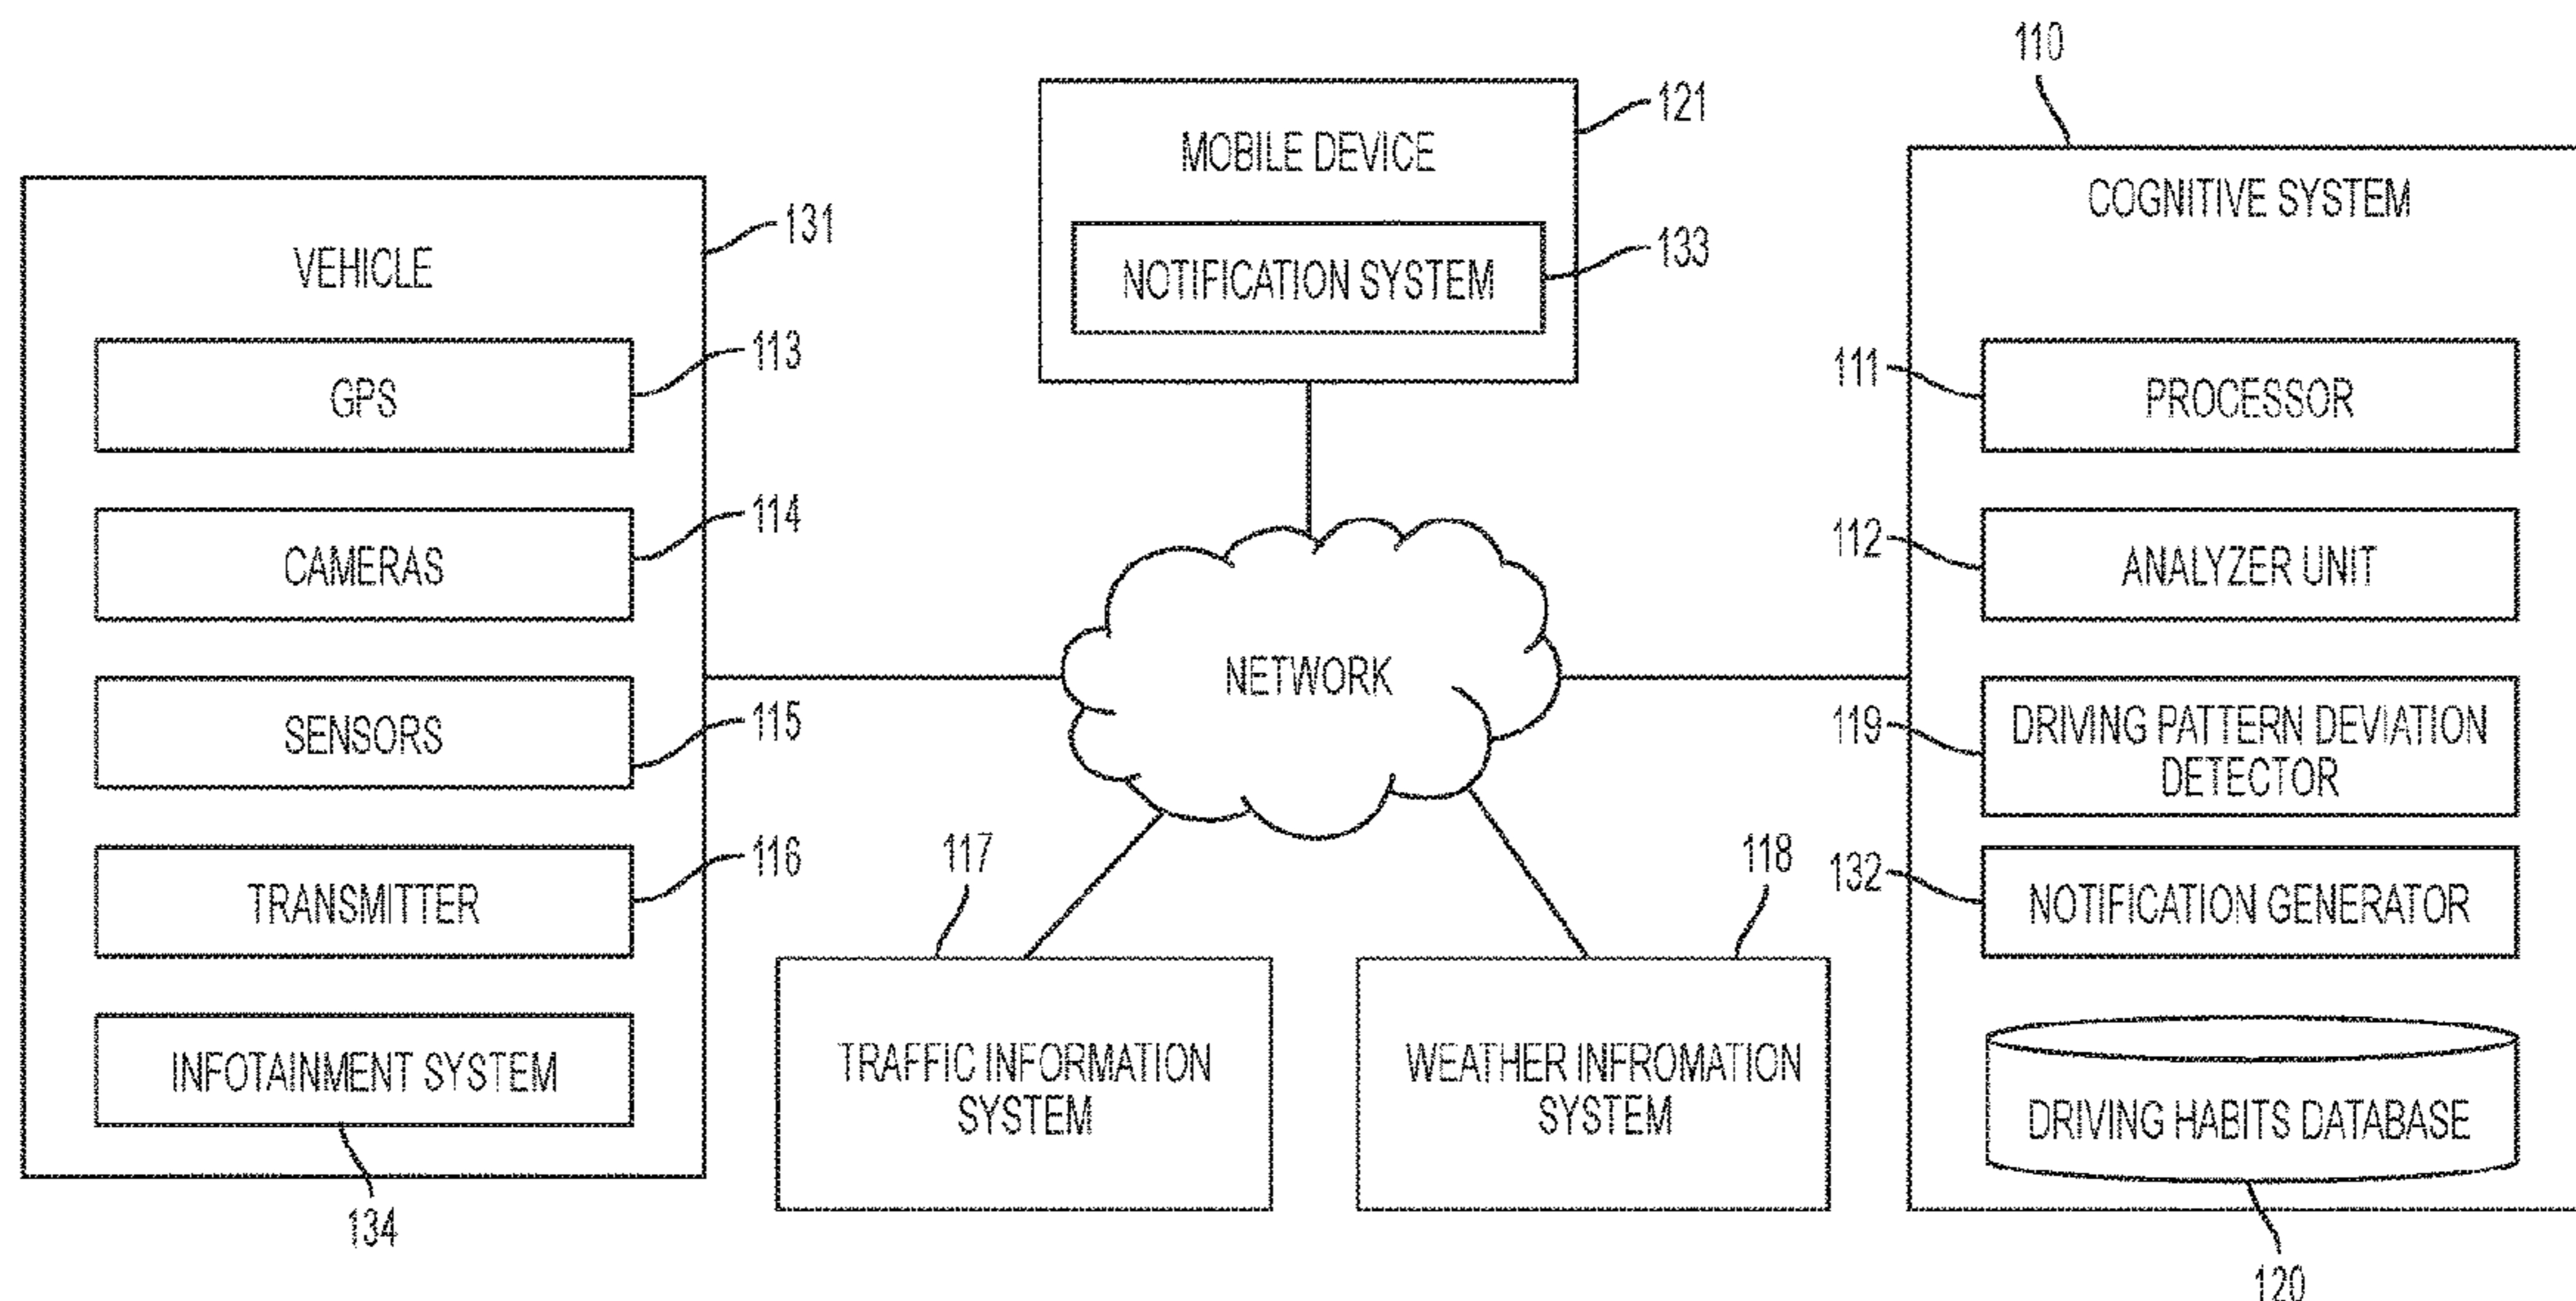 110
121
MOBILE DEVICE
133
NOTIFICATION SYSTEM
131
VEHICLE
113
GPS
114
CAMERAS
115
SENSORS
116
TRANSMITTER
INFOTAINMENT SYSTEM
134
NETWORK
117
TRAFFIC INFORMATION
SYSTEM
118
WEATHER INFROMATION
SYSTEM
COGNITIVE SYSTEM
111
PROCESSOR
112
ANALYZER UNIT
119
DRIVING PATTERN DEVIATION
DETECTOR
132
NOTIFICATION GENERATOR
DRIVING HABITS DATABASE
120